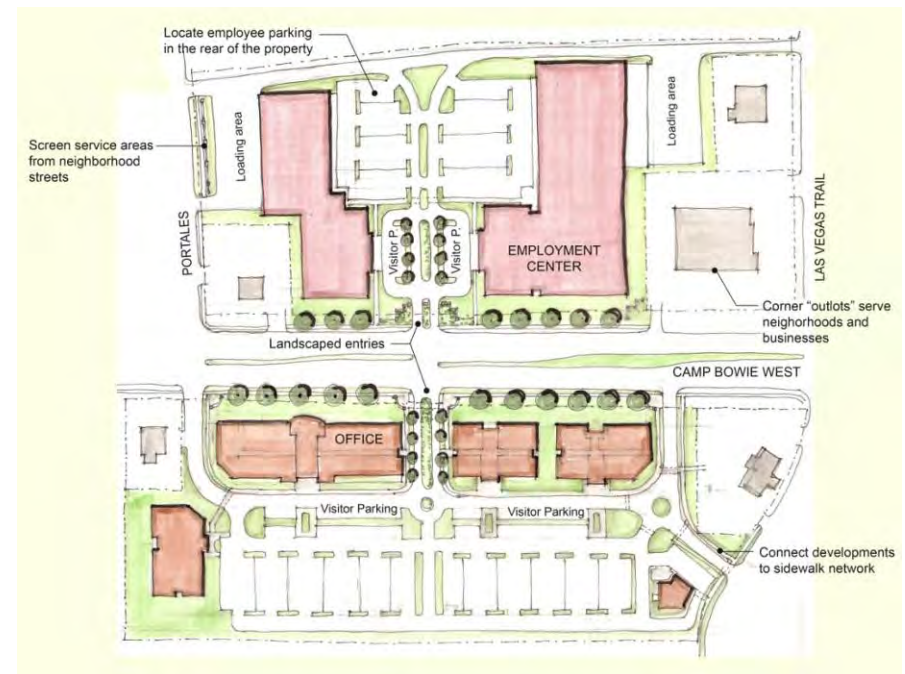 Locate employee parking
in the rear of the property
Screen service areas
from neighborhood
streets
Loading area
Loading area
PORTALES
Visitor P.
Visitor P.
EMPLOYMENT
CENTER
LAS VEGAS TRAIL
Corner "outlots" serve
neighorhoods and
businesses
Landscaped entries
CAMP BOWIE WEST
OFFICE
Visitor Parking
Visitor Parking
Connect developments
to sidewalk network